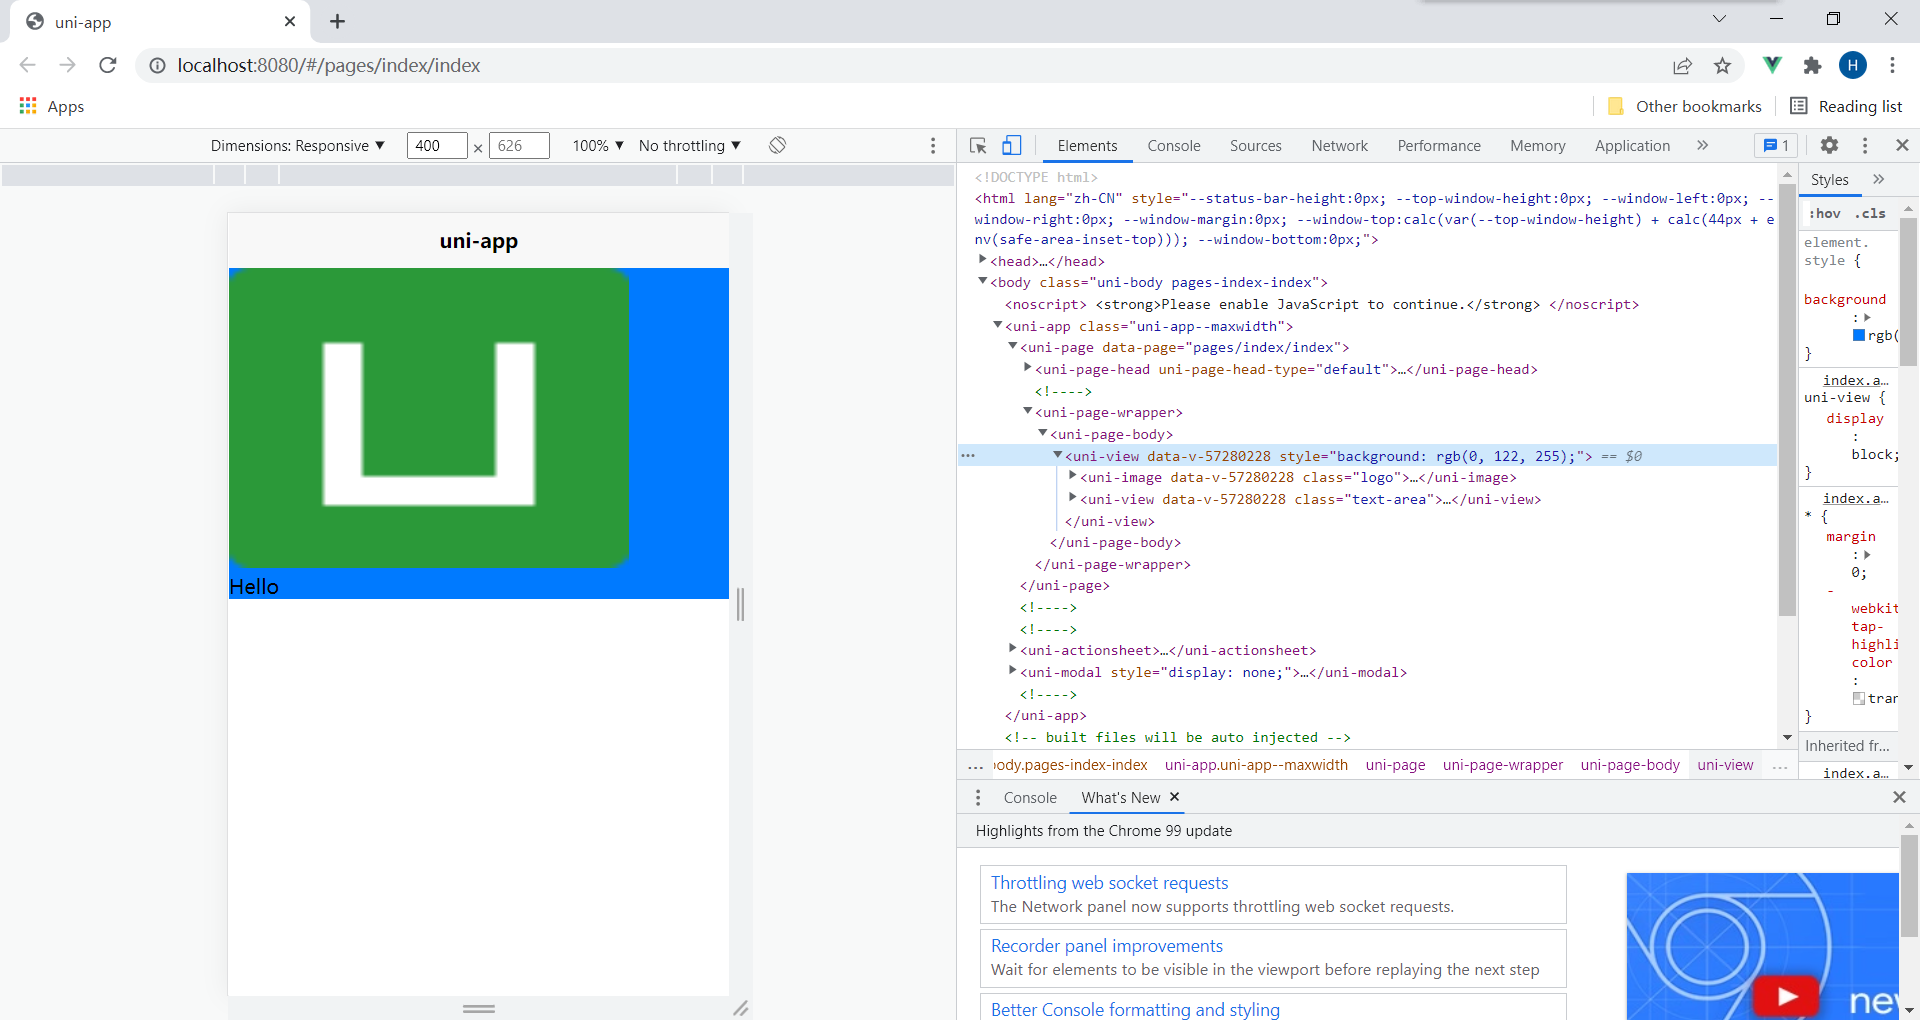 uni-app
localhost:8080/#/pages/index/index
H
Apps
Other bookmarks
Reading list
Dimensions: Responsive
400 × 626
100%
No throttling
Elements
Console
Sources
Network
Performance
Memory
Application
1
uni-app
Hello
<!DOCTYPE html>
<html lang="zh-CN" style="--status-bar-height:0px; --top-window-height:0px; --window-left:0px; --
window-right:0px; --window-margin:0px; --window-top:calc(var(--top-window-height) + calc(44px + e
nv(safe-area-inset-top))); --window-bottom:0px;">
<head>…</head>
<body class="uni-body pages-index-index">
<noscript> <strong>Please enable JavaScript to continue.</strong> </noscript>
<uni-app class="uni-app--maxwidth">
<uni-page data-page="pages/index/index">
<uni-page-head uni-page-head-type="default">…</uni-page-head>
<!---->
<uni-page-wrapper>
<uni-page-body>
<uni-view data-v-57280228 style="background: rgb(0, 122, 255);"> == $0
<uni-image data-v-57280228 class="logo">…</uni-image>
<uni-view data-v-57280228 class="text-area">…</uni-view>
</uni-view>
</uni-page-body>
</uni-page-wrapper>
</uni-page>
<!---->
<!---->
<uni-actionsheet>…</uni-actionsheet>
<uni-modal style="display: none;">…</uni-modal>
<!---->
</uni-app>
<!-- built files will be auto injected -->
... ody.pages-index-index uni-app.uni-app--maxwidth uni-page uni-page-wrapper uni-page-body uni-view ...
Styles
:hov .cls
element.
style {
background
:
rgb(
}
index.a…
uni-view {
display
:
block;
}
index.a…
* {
margin
:
0;
-
webkit
tap-
highli
color
:
tran
}
Inherited fr…
index.a…
Console
What's New
Highlights from the Chrome 99 update
Throttling web socket requests
The Network panel now supports throttling web socket requests.
Recorder panel improvements
Wait for elements to be visible in the viewport before replaying the next step
Better Console formatting and styling
new